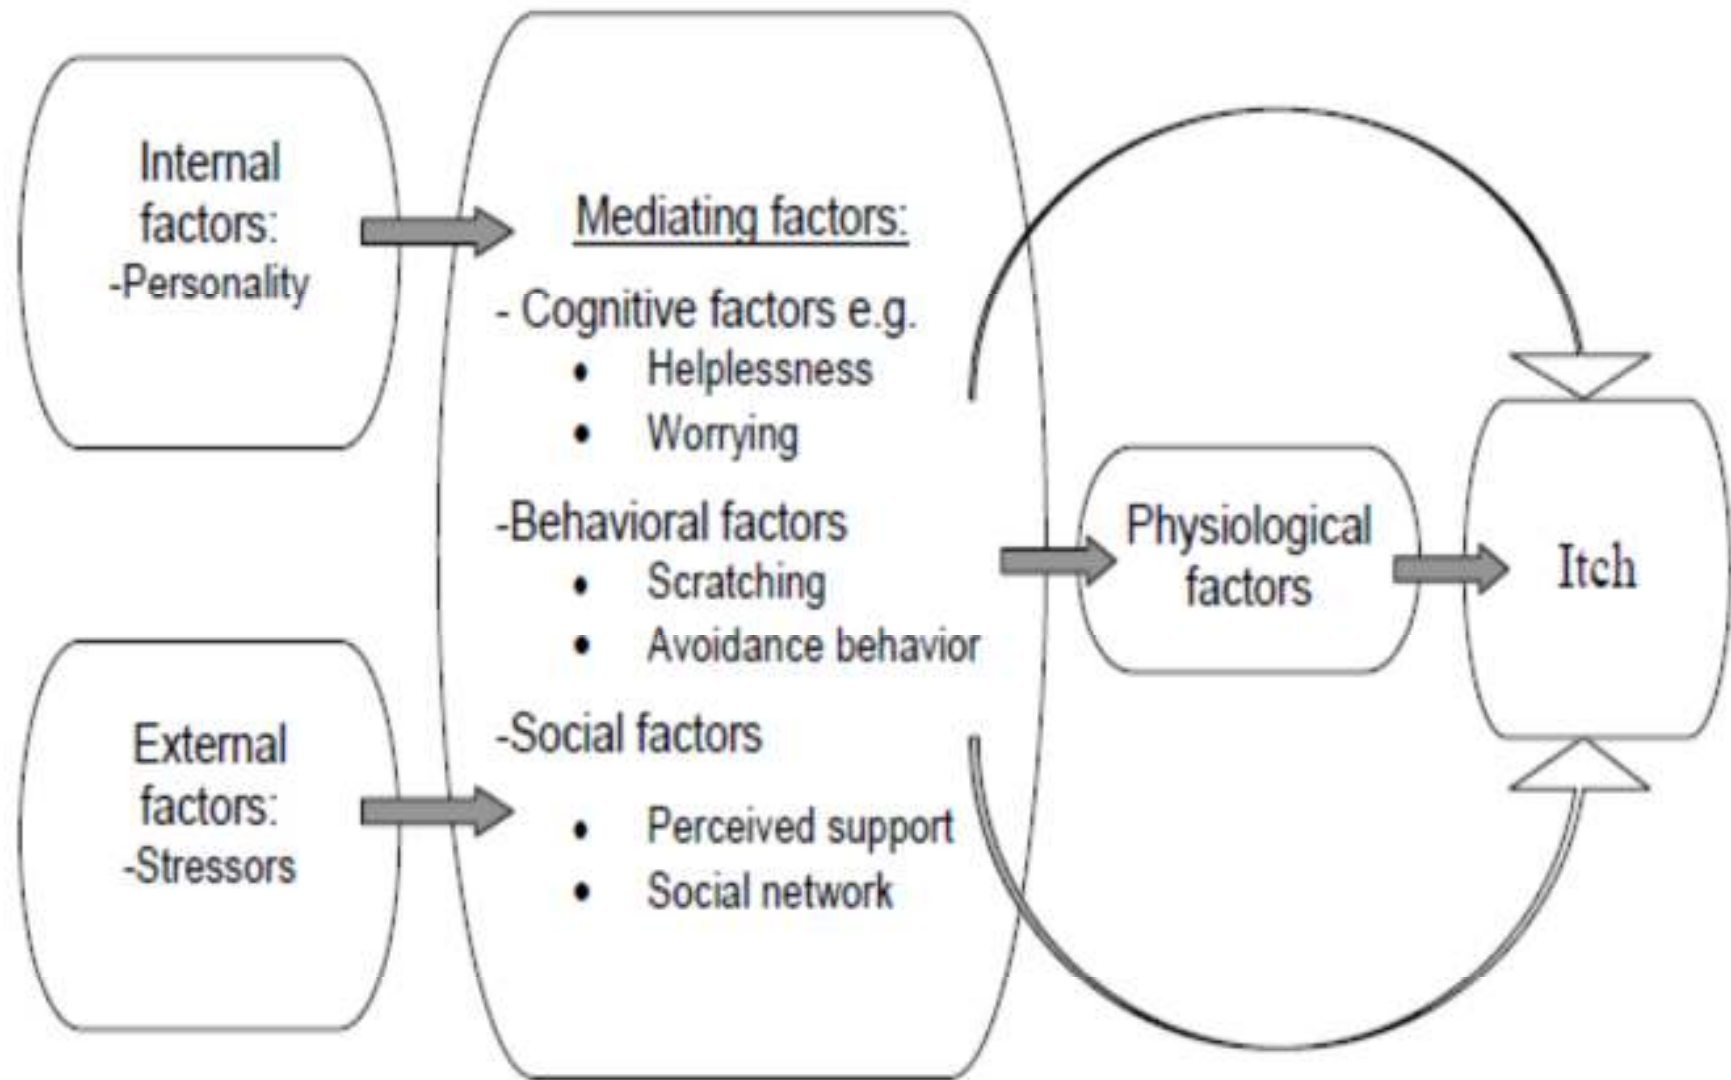 Internal
factors:
-Personality
External
factors:
-Stressors
Mediating factors:
- Cognitive factors e.g.
• Helplessness
• Worrying
-Behavioral factors
• Scratching
• Avoidance behavior
-Social factors
• Perceived support
• Social network
Physiological
factors
Itch